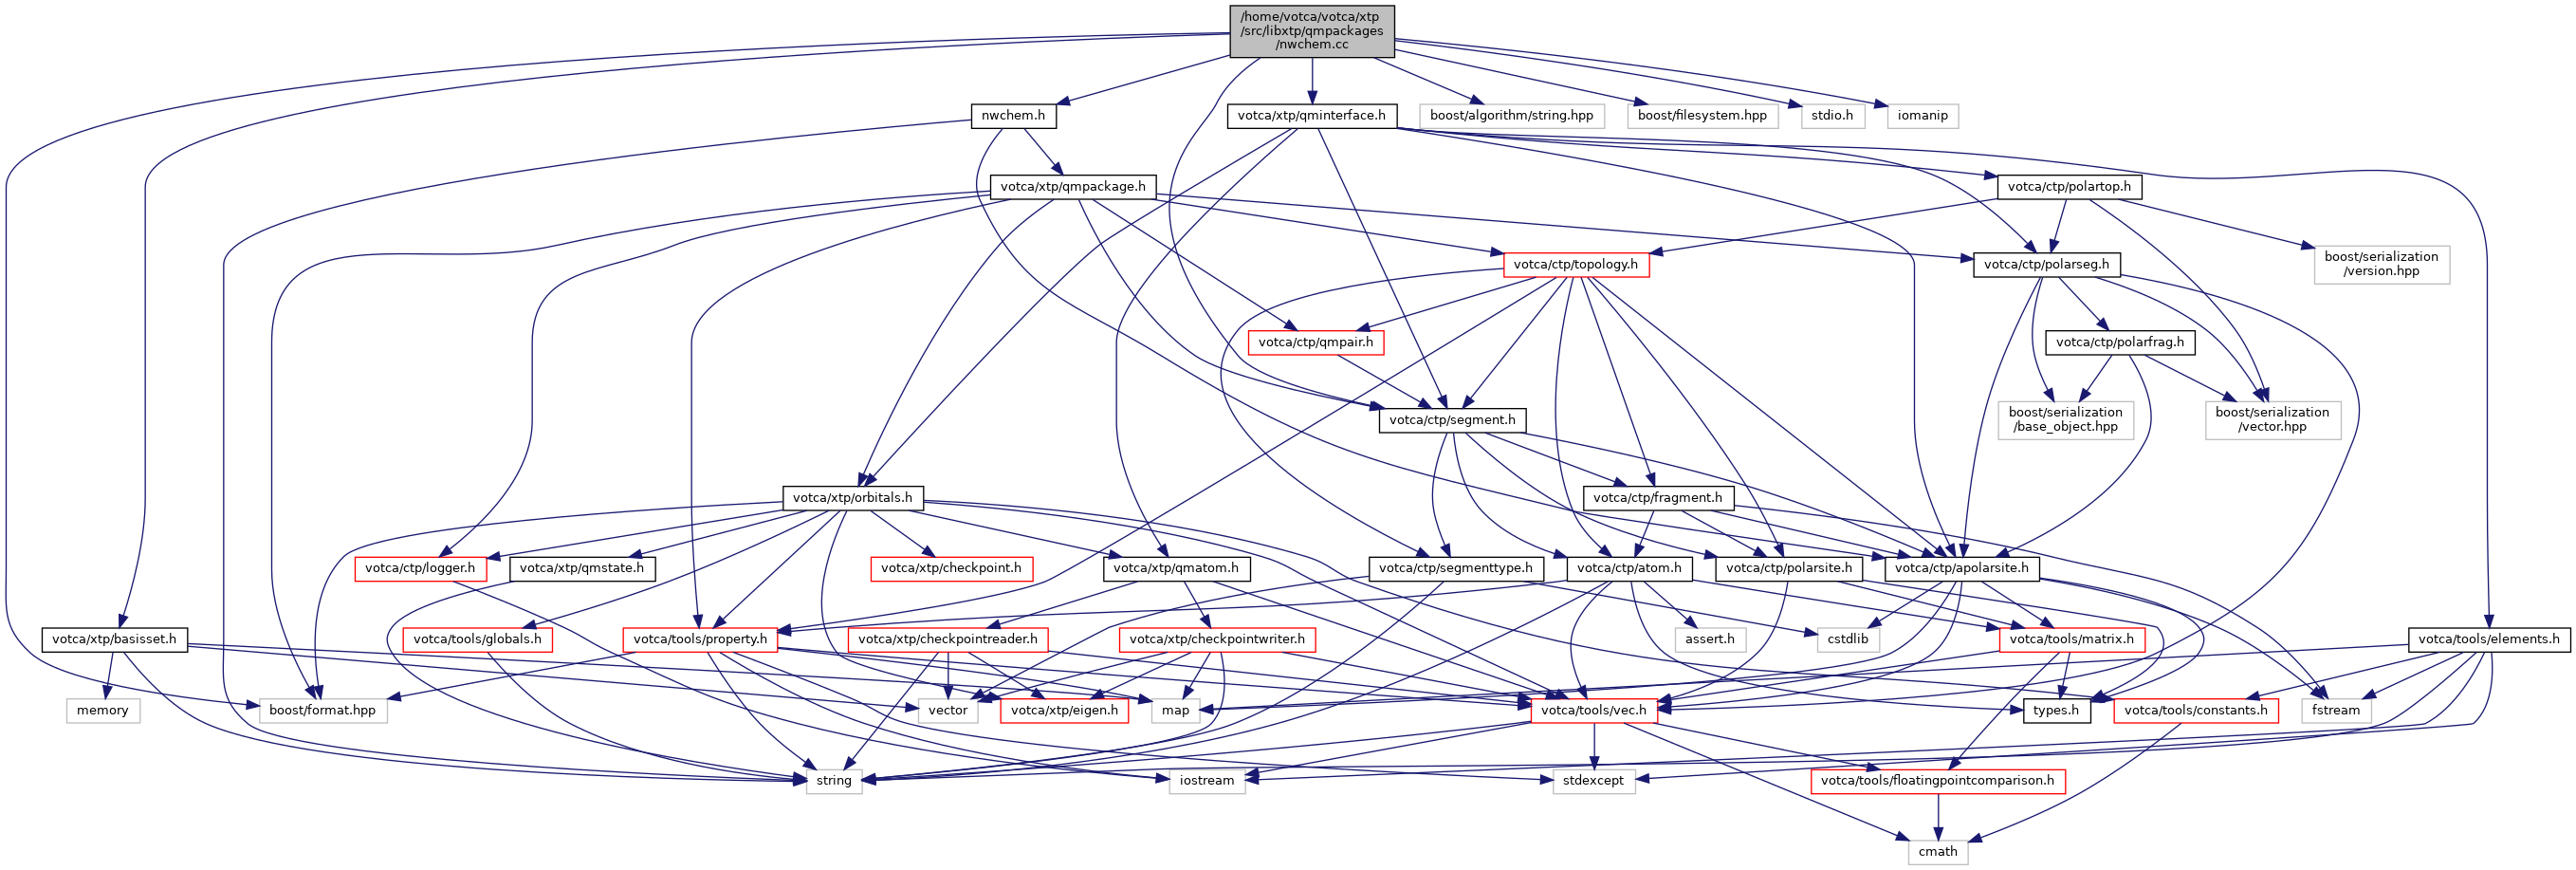 /home/votca/votca/xtp
/src/libxtp/qmpackages
/nwchem.cc
nwchem.h
votca/xtp/qminterface.h
boost/algorithm/string.hpp
boost/filesystem.hpp
stdio.h
iomanip
votca/xtp/qmpackage.h
votca/ctp/polartop.h
votca/ctp/topology.h
votca/ctp/polarseg.h
boost/serialization
/version.hpp
votca/ctp/qmpair.h
votca/ctp/polarfrag.h
votca/ctp/segment.h
boost/serialization
/base_object.hpp
boost/serialization
/vector.hpp
votca/xtp/orbitals.h
votca/ctp/fragment.h
votca/ctp/logger.h
votca/xtp/qmstate.h
votca/xtp/checkpoint.h
votca/xtp/qmatom.h
votca/ctp/segmenttype.h
votca/ctp/atom.h
votca/ctp/polarsite.h
votca/ctp/apolarsite.h
votca/xtp/basisset.h
votca/tools/globals.h
votca/tools/property.h
votca/xtp/checkpointreader.h
votca/xtp/checkpointwriter.h
cstdlib
assert.h
votca/tools/matrix.h
votca/tools/elements.h
memory
boost/format.hpp
vector
votca/xtp/eigen.h
map
votca/tools/vec.h
types.h
votca/tools/constants.h
fstream
string
iostream
stdexcept
votca/tools/floatingpointcomparison.h
cmath